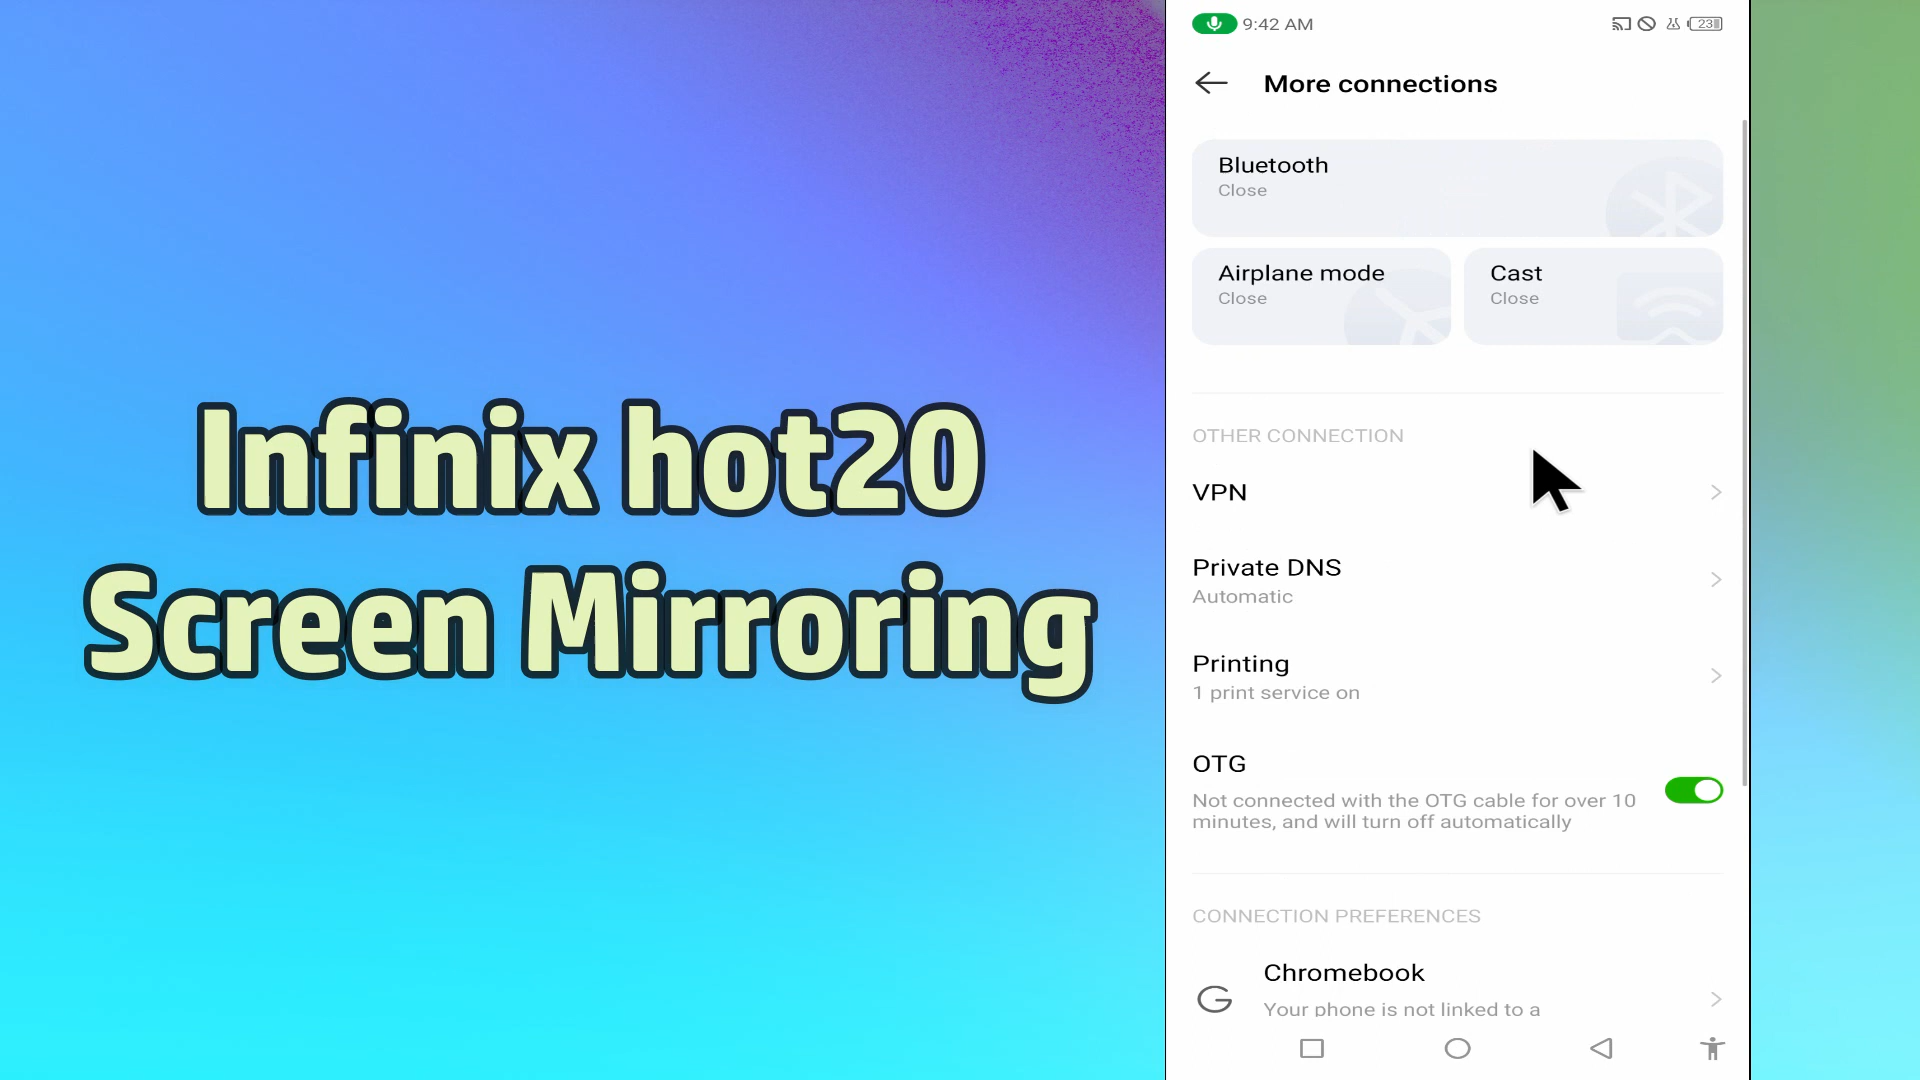 Infinix hot20
Screen Mirroring
9:42 AM
23
More connections
Bluetooth
Close
Airplane mode
Close
Cast
Close
OTHER CONNECTION
VPN
Private DNS
Automatic
Printing
1 print service on
OTG
Not connected with the OTG cable for over 10
minutes, and will turn off automatically
CONNECTION PREFERENCES
Chromebook
Your phone is not linked to a